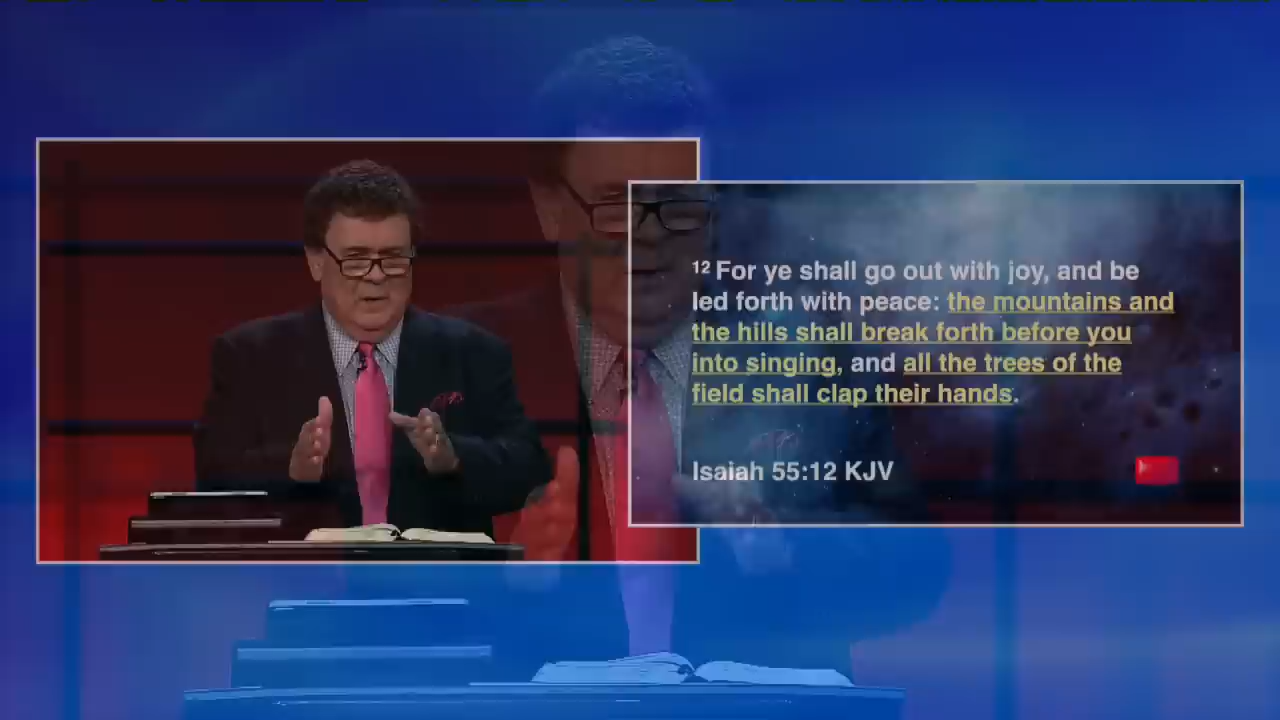 12 For ye shall go out with joy, and be
led forth with peace: the mountains and
the hills shall break forth before you
into singing, and all the trees of the
field shall clap their hands.
Isaiah 55:12 KJV